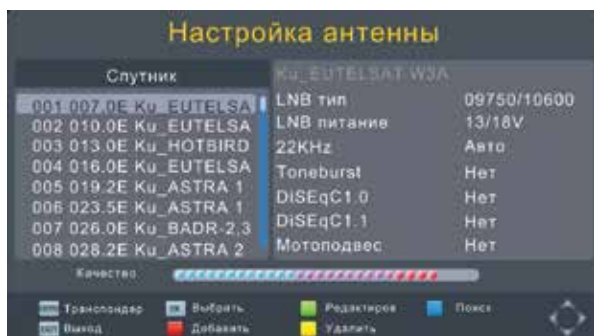 Настройка антенны
Спутник
001 007.0E Ku_EUTELSA
002 010.0E Ku_EUTELSA
003 013.0E Ku_HOTBIRD
004 016.0E Ku_EUTELSA
005 019.2E Ku_ASTRA 1
006 023.5E Ku_ASTRA 1
007 026.0E Ku_BADR-2,3
008 028.2E Ku_ASTRA 2
Ku_EUTELSAT W3A
LNB тип 09750/10600
LNB питание 13/18V
22KHz Авто
Toneburst Нет
DiSEqC1.0 Нет
DiSEqC1.1 Нет
Мотоподвес Нет
Качество
Транспондер Выбрать Редактиров Поиск
Выход Добавить Удалить